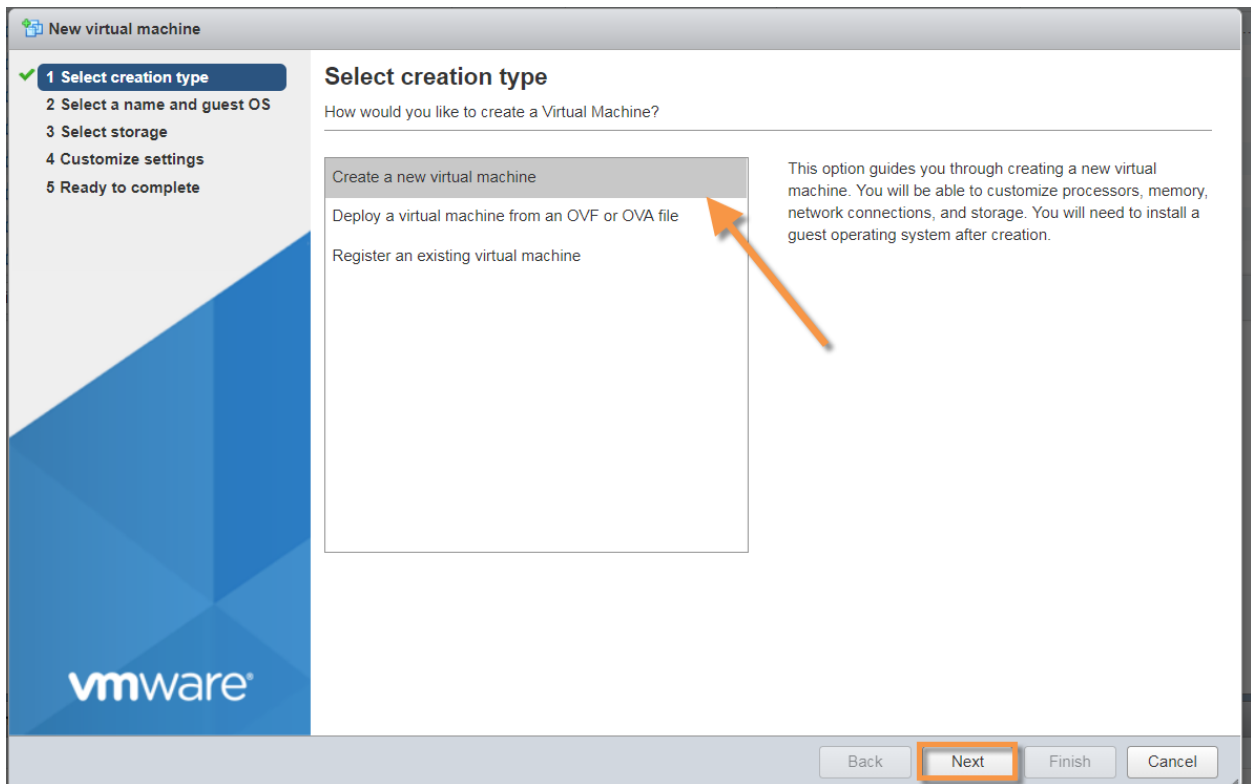 New virtual machine
1 Select creation type
2 Select a name and guest OS
3 Select storage
4 Customize settings
5 Ready to complete
Select creation type
How would you like to create a Virtual Machine?
Create a new virtual machine
Deploy a virtual machine from an OVF or OVA file
Register an existing virtual machine
This option guides you through creating a new virtual
machine. You will be able to customize processors, memory,
network connections, and storage. You will need to install a
guest operating system after creation.
vmware®
Back
Next
Finish
Cancel